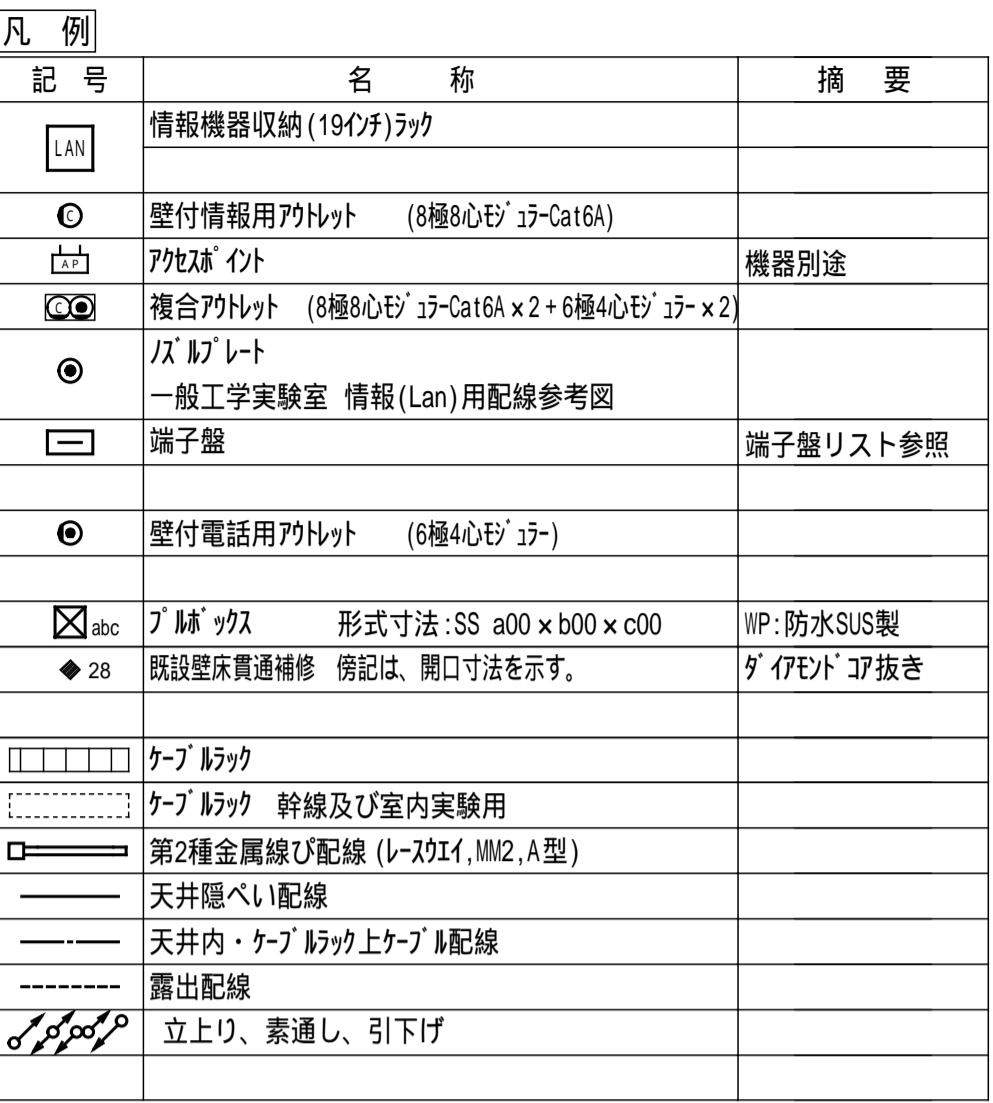 凡 例
記 号 名 称 摘 要
LAN 情報機器収納(19インチ)ラック
C 壁付情報用アウトレット (8極8心モジュラーCat6A)
AP アクセスポイント 機器別途
C 複合アウトレット (8極8心モジュラーCat6A×2+6極4心モジュラー×2)
ノズルプレート
一般工学実験室 情報(Lan)用配線参考図
端子盤 端子盤リスト参照
壁付電話用アウトレット (6極4心モジュラー)
abc プルボックス 形式寸法:SS a00×b00×c00 WP:防水SUS製
28 既設壁床貫通補修 傍記は、開口寸法を示す。 ダイアモンドコア抜き
ケーブルラック
ケーブルラック 幹線及び室内実験用
第2種金属線ぴ配線(レースウエイ,MM2,A型)
天井隠ぺい配線
天井内・ケーブルラック上ケーブル配線
露出配線
立上り、素通し、引下げ